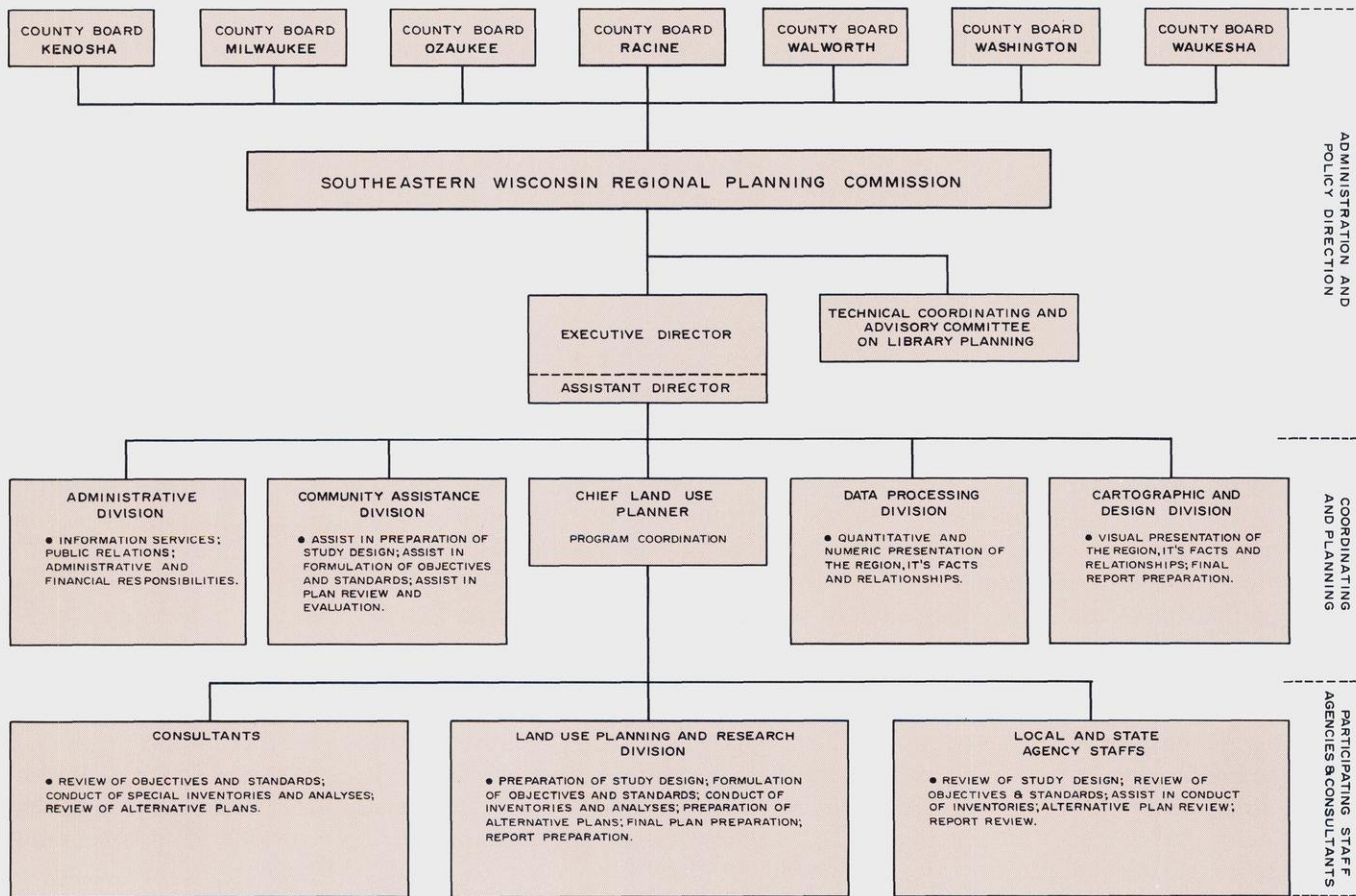 COUNTY BOARD
KENOSHA
COUNTY BOARD
MILWAUKEE
COUNTY BOARD
OZAUKEE
COUNTY BOARD
RACINE
COUNTY BOARD
WALWORTH
COUNTY BOARD
WASHINGTON
COUNTY BOARD
WAUKESHA
ADMINISTRATION AND
POLICY DIRECTION
SOUTHEASTERN WISCONSIN REGIONAL PLANNING COMMISSION
EXECUTIVE DIRECTOR
ASSISTANT DIRECTOR
TECHNICAL COORDINATING AND
ADVISORY COMMITTEE
ON LIBRARY PLANNING
COORDINATING
AND PLANNING
ADMINISTRATIVE
DIVISION
● INFORMATION SERVICES;
PUBLIC RELATIONS;
ADMINISTRATIVE AND
FINANCIAL RESPONSIBILITIES.
COMMUNITY ASSISTANCE
DIVISION
● ASSIST IN PREPARATION OF
STUDY DESIGN; ASSIST IN
FORMULATION OF OBJECTIVES
AND STANDARDS; ASSIST IN
PLAN REVIEW AND
EVALUATION.
CHIEF LAND USE
PLANNER
PROGRAM COORDINATION
DATA PROCESSING
DIVISION
● QUANTITATIVE AND
NUMERIC PRESENTATION OF
THE REGION, IT'S FACTS
AND RELATIONSHIPS.
CARTOGRAPHIC AND
DESIGN DIVISION
● VISUAL PRESENTATION OF
THE REGION, IT'S FACTS AND
RELATIONSHIPS; FINAL
REPORT PREPARATION.
PARTICIPATING STAFF
AGENCIES & CONSULTANTS
CONSULTANTS
● REVIEW OF OBJECTIVES AND STANDARDS;
CONDUCT OF SPECIAL INVENTORIES AND ANALYSES;
REVIEW OF ALTERNATIVE PLANS.
LAND USE PLANNING AND RESEARCH
DIVISION
● PREPARATION OF STUDY DESIGN; FORMULATION
OF OBJECTIVES AND STANDARDS; CONDUCT OF
INVENTORIES AND ANALYSES; PREPARATION OF
ALTERNATIVE PLANS; FINAL PLAN PREPARATION;
REPORT PREPARATION.
LOCAL AND STATE
AGENCY STAFFS
● REVIEW OF STUDY DESIGN; REVIEW OF
OBJECTIVES & STANDARDS; ASSIST IN CONDUCT
OF INVENTORIES; ALTERNATIVE PLAN REVIEW;
REPORT REVIEW.